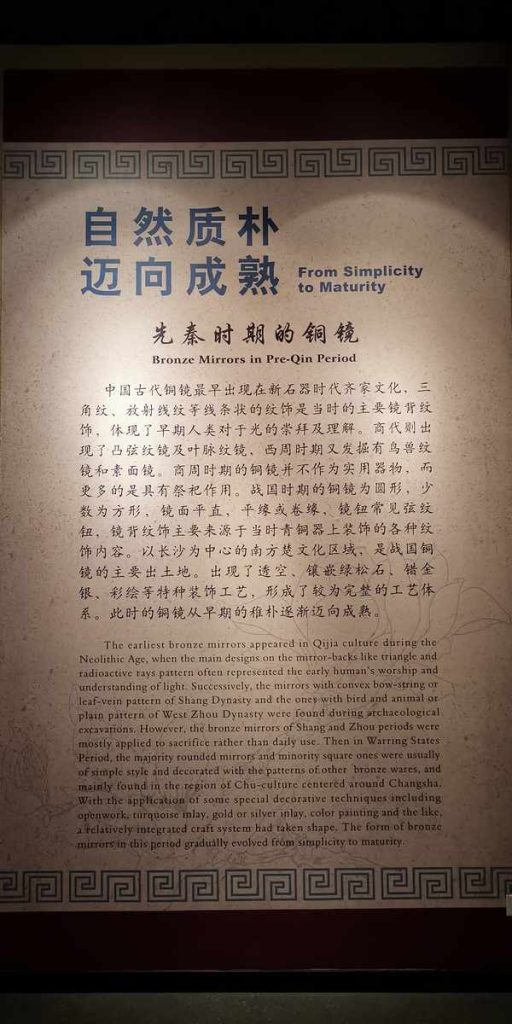 自然质朴
迈向成熟
From Simplicity
to Maturity
先秦时期的铜镜
Bronze Mirrors in Pre-Qin Period
中国古代铜镜最早出现在新石器时代齐家文化，三
角纹、放射线纹等线条状的纹饰是当时的主要镜背纹
饰，体现了早期人类对于光的崇拜及理解。商代则出
现了凸弦纹镜及叶脉纹镜、西周时期又发掘有鸟兽纹
镜和素面镜。商周时期的铜镜并不作为实用器物，而
更多的是具有祭祀作用。战国时期的铜镜为圆形，少
数为方形，镜面平直，平缘或卷缘，镜钮常见弦纹
钮，镜背纹饰主要来源于当时青铜器上装饰的各种纹
饰内容。以长沙为中心的南方楚文化区域，是战国铜
镜的主要出土地。出现了透空、镶嵌绿松石、错金
银、彩绘等特种装饰工艺，形成了较为完整的工艺体
系。此时的铜镜从早期的稚朴逐渐迈向成熟。
The earliest bronze mirrors appeared in Qijia culture during the
Neolithic Age, when the main designs on the mirror-backs like triangle and
radioactive rays pattern often represented the early human's worship and
understanding of light. Successively, the mirrors with convex bow-string or
leaf-vein pattern of Shang Dynasty and the ones with bird and animal or
plain pattern of West Zhou Dynasty were found during archaeological
excavations. However, the bronze mirrors of Shang and Zhou periods were
mostly applied to sacrifice rather than daily use. Then in Warring States
Period, the majority rounded mirrors and minority square ones were usually
of simple style and decorated with the patterns of other bronze wares, and
mainly found in the region of Chu-culture centered around Changsha.
With the application of some special decorative techniques including
openwork, turquoise inlay, gold or silver inlay, color painting and the like,
a relatively integrated craft system had taken shape. The form of bronze
mirrors in this period gradually evolved from simplicity to maturity.